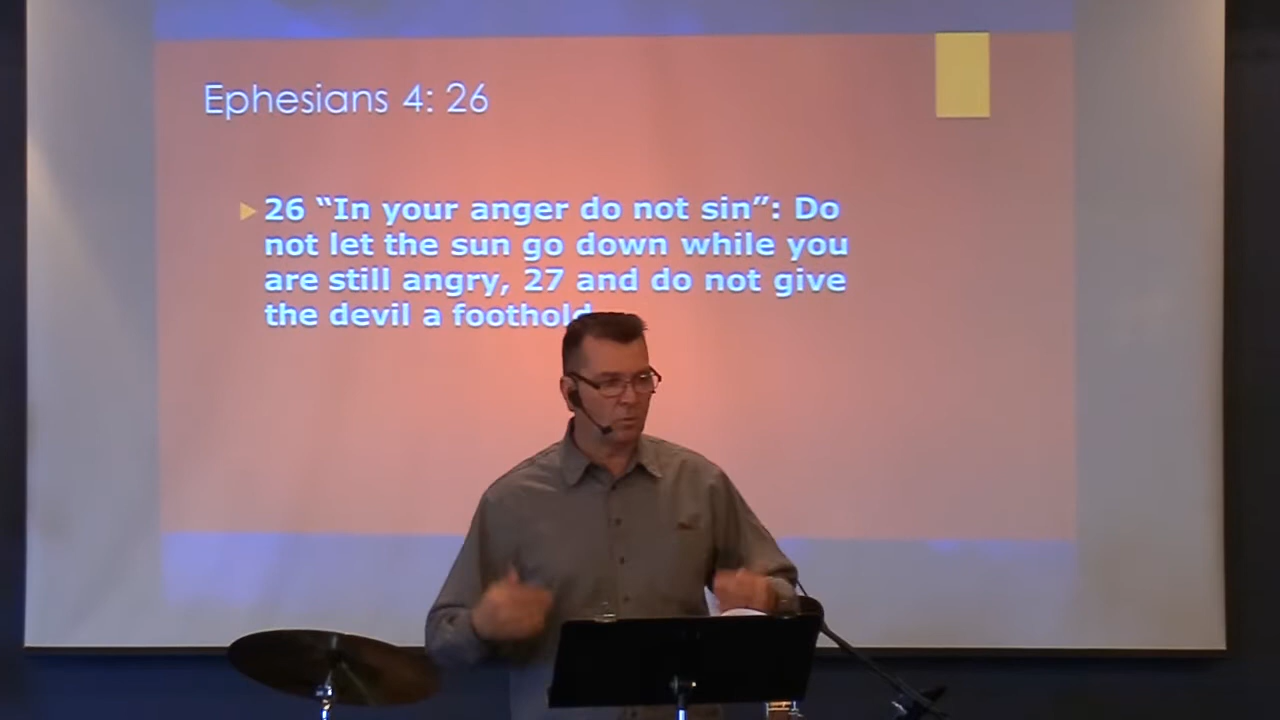 Ephesians 4: 26
26 “In your anger do not sin”: Do
not let the sun go down while you
are still angry, 27 and do not give
the devil a foothold